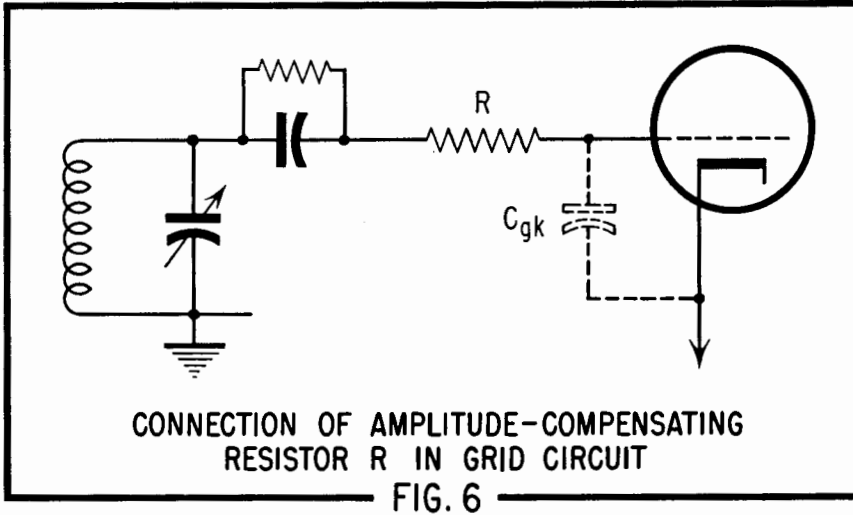 R
Cgk
CONNECTION OF AMPLITUDE-COMPENSATING
RESISTOR R IN GRID CIRCUIT
FIG. 6